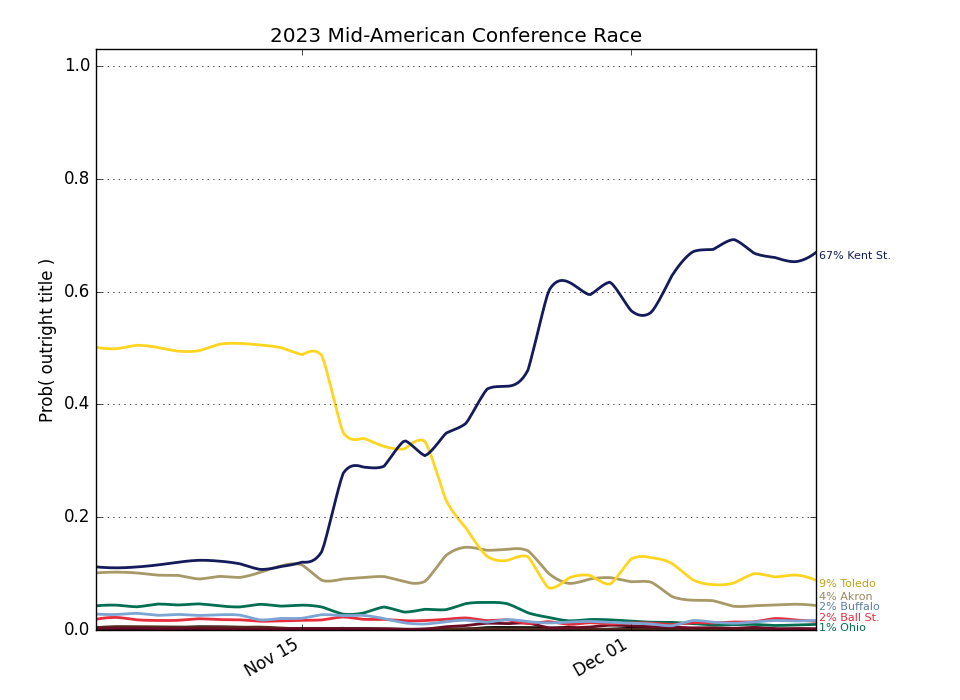 2023 Mid-American Conference Race
Prob( outright title )
1.0
0.8
0.6
0.4
0.2
0.0
Nov 15
Dec 01
67% Kent St.
9% Toledo
4% Akron
2% Buffalo
2% Ball St.
1% Ohio